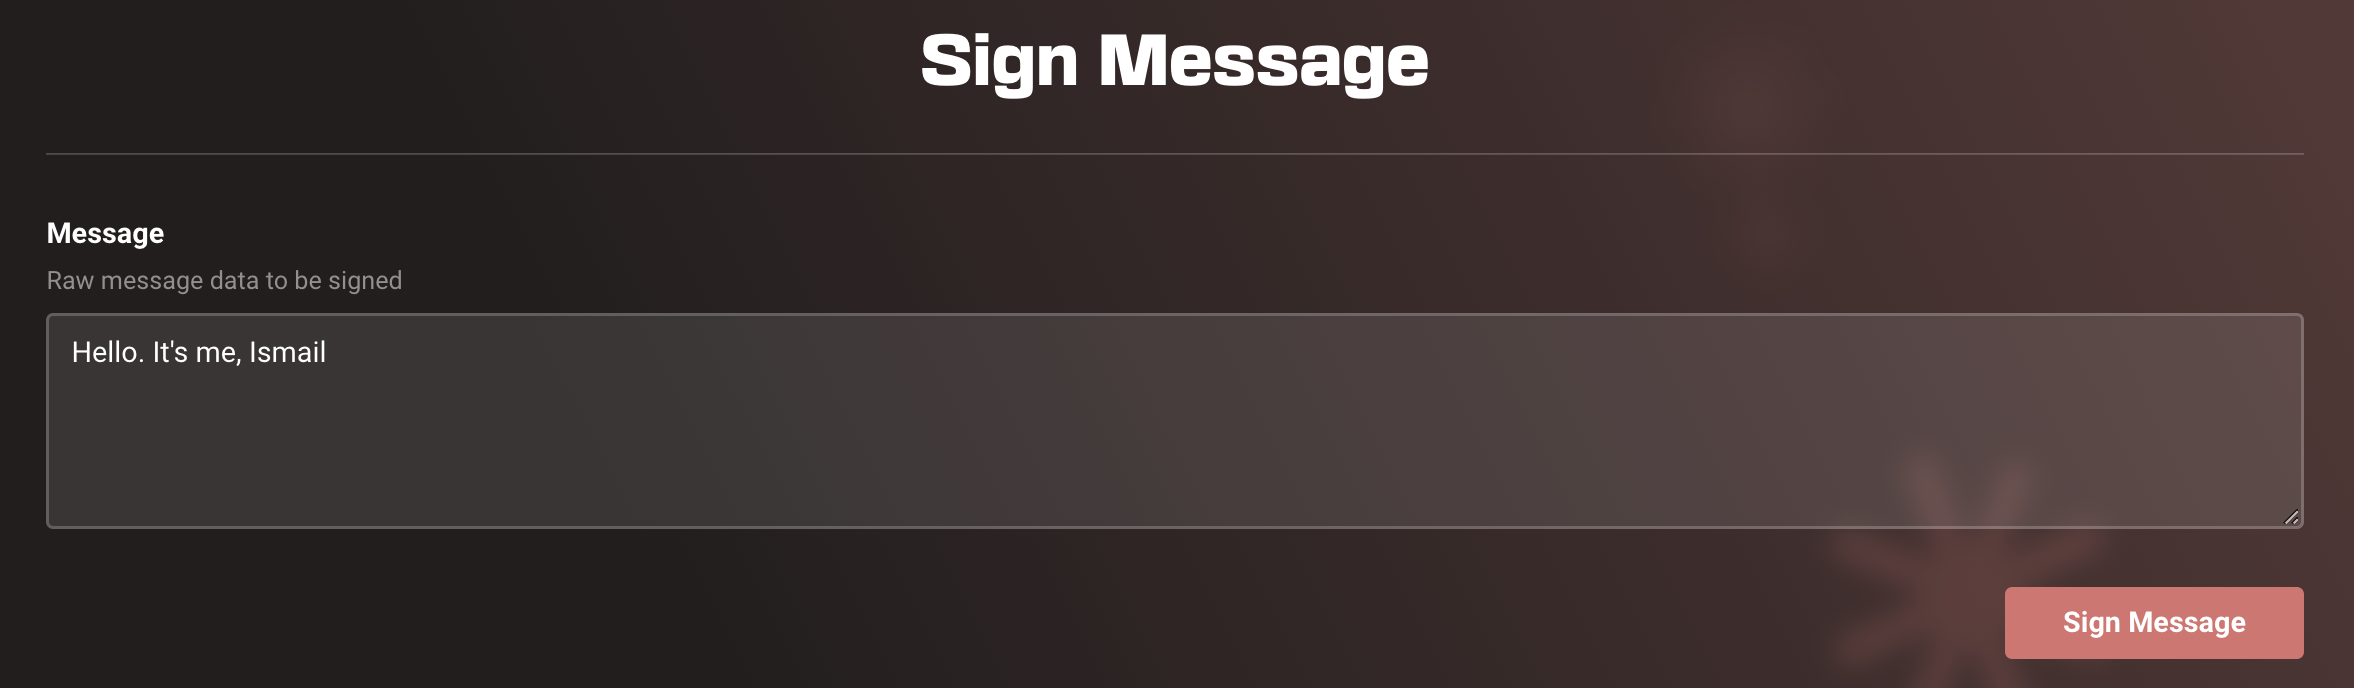 Sign Message
Message
Raw message data to be signed
Hello. It's me, Ismail
Sign Message